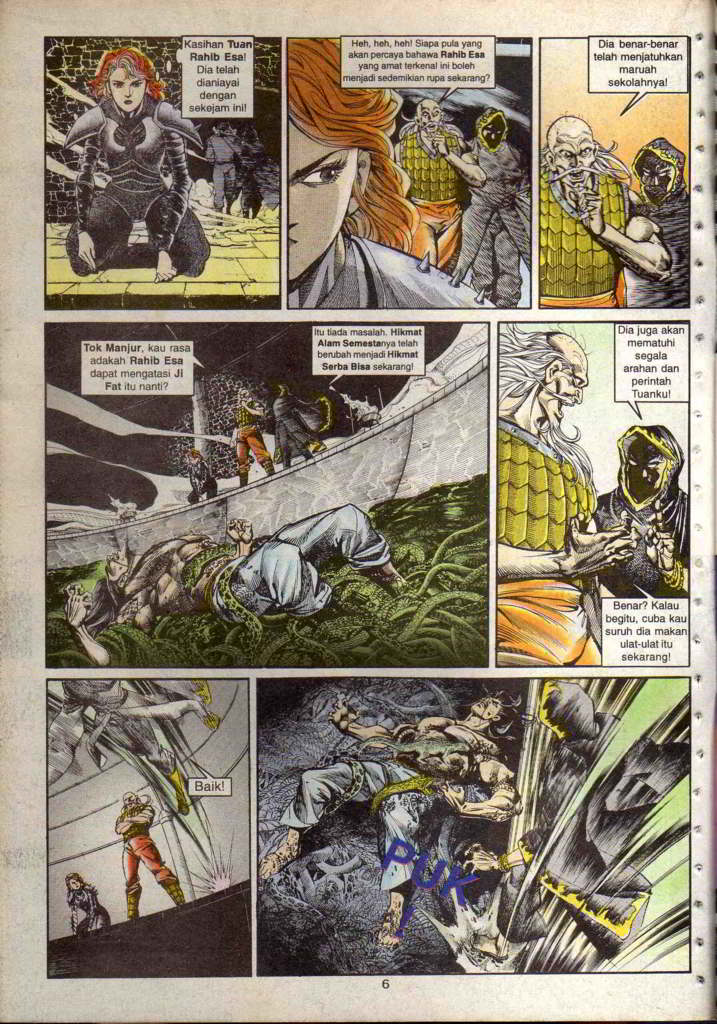 Kasihan Tuan
Rahib Esa!
Dia telah
dianiayai
dengan
sekejam ini!
Heh, heh, heh! Siapa pula yang
akan percaya bahawa Rahib Esa
yang amat terkenal ini boleh
menjadi sedemikian rupa sekarang?
Dia benar-benar
telah menjatuhkan
maruah
sekolahnya!
Tok Manjur, kau rasa
adakah Rahib Esa
dapat mengatasi Ji
Fat itu nanti?
Itu tiada masalah. Hikmat
Alam Semestanya telah
berubah menjadi Hikmat
Serba Bisa sekarang!
Dia juga akan
mematuhi
segala
arahan dan
perintah
Tuanku!
Benar? Kalau
begitu, cuba kau
suruh dia makan
ulat-ulat itu
sekarang!
Baik!
PUK
!
6